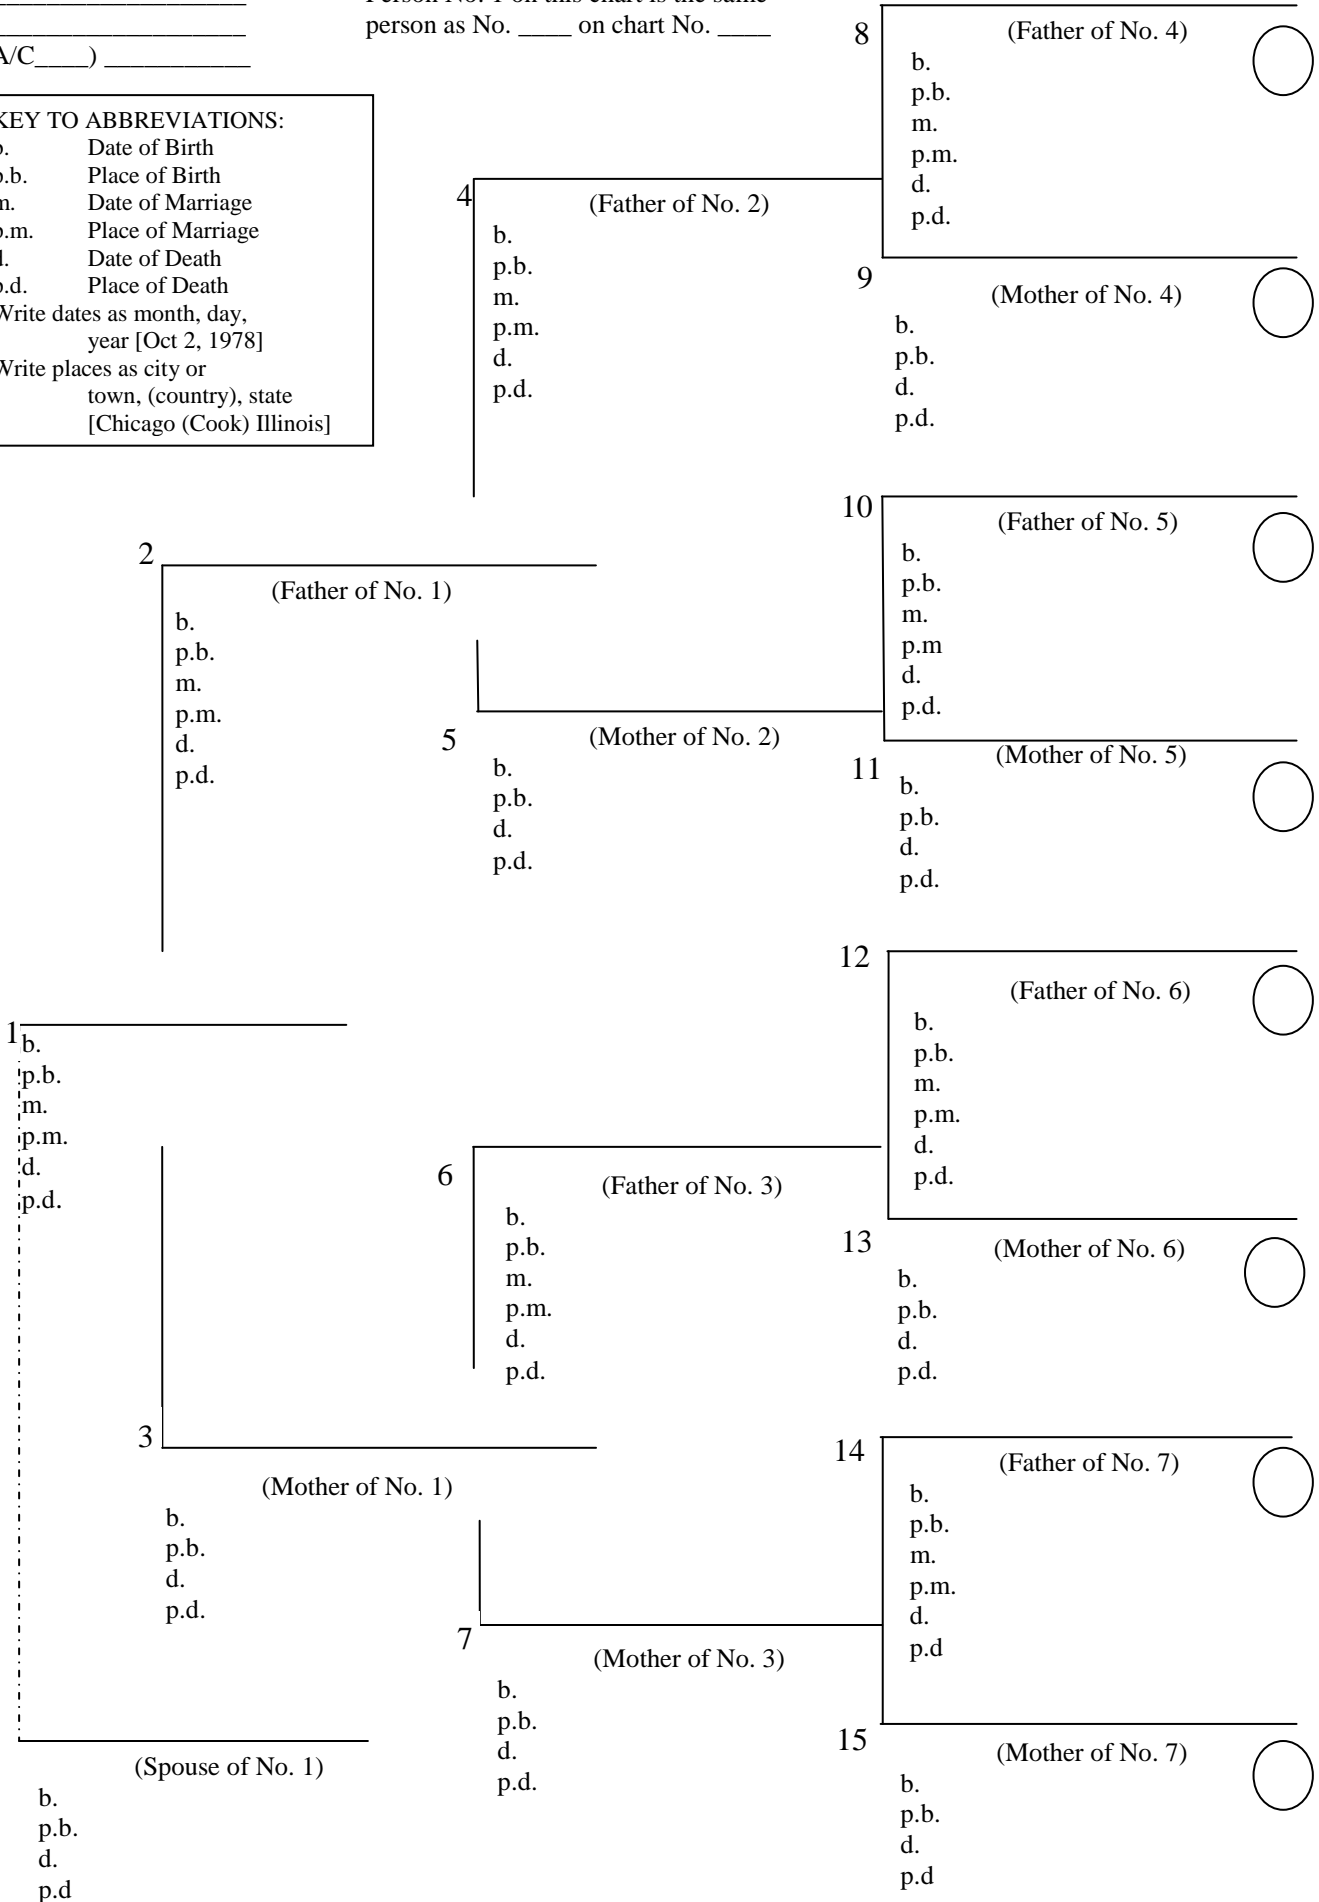 ____________________
____________________
A/C____) ___________
Person No. 1 on this chart is the same
person as No. ____ on chart No. ____
KEY TO ABBREVIATIONS:
b. Date of Birth
p.b. Place of Birth
m. Date of Marriage
p.m. Place of Marriage
d. Date of Death
p.d. Place of Death
Write dates as month, day,
year [Oct 2, 1978]
Write places as city or
town, (country), state
[Chicago (Cook) Illinois]
8
(Father of No. 4)
b.
p.b.
m.
p.m.
d.
p.d.
4
(Father of No. 2)
b.
p.b.
m.
p.m.
d.
p.d.
9
(Mother of No. 4)
b.
p.b.
d.
p.d.
10
(Father of No. 5)
b.
p.b.
m.
p.m
d.
p.d.
2
(Father of No. 1)
b.
p.b.
m.
p.m.
d.
p.d.
5
(Mother of No. 2)
b.
p.b.
d.
p.d.
11
(Mother of No. 5)
b.
p.b.
d.
p.d.
12
(Father of No. 6)
b.
p.b.
m.
p.m.
d.
p.d.
1
b.
p.b.
m.
p.m.
d.
p.d.
6
(Father of No. 3)
b.
p.b.
m.
p.m.
d.
p.d.
13
(Mother of No. 6)
b.
p.b.
d.
p.d.
3
(Mother of No. 1)
b.
p.b.
d.
p.d.
14
(Father of No. 7)
b.
p.b.
m.
p.m.
d.
p.d
7
(Mother of No. 3)
b.
p.b.
d.
p.d.
15
(Mother of No. 7)
b.
p.b.
d.
p.d
(Spouse of No. 1)
b.
p.b.
d.
p.d